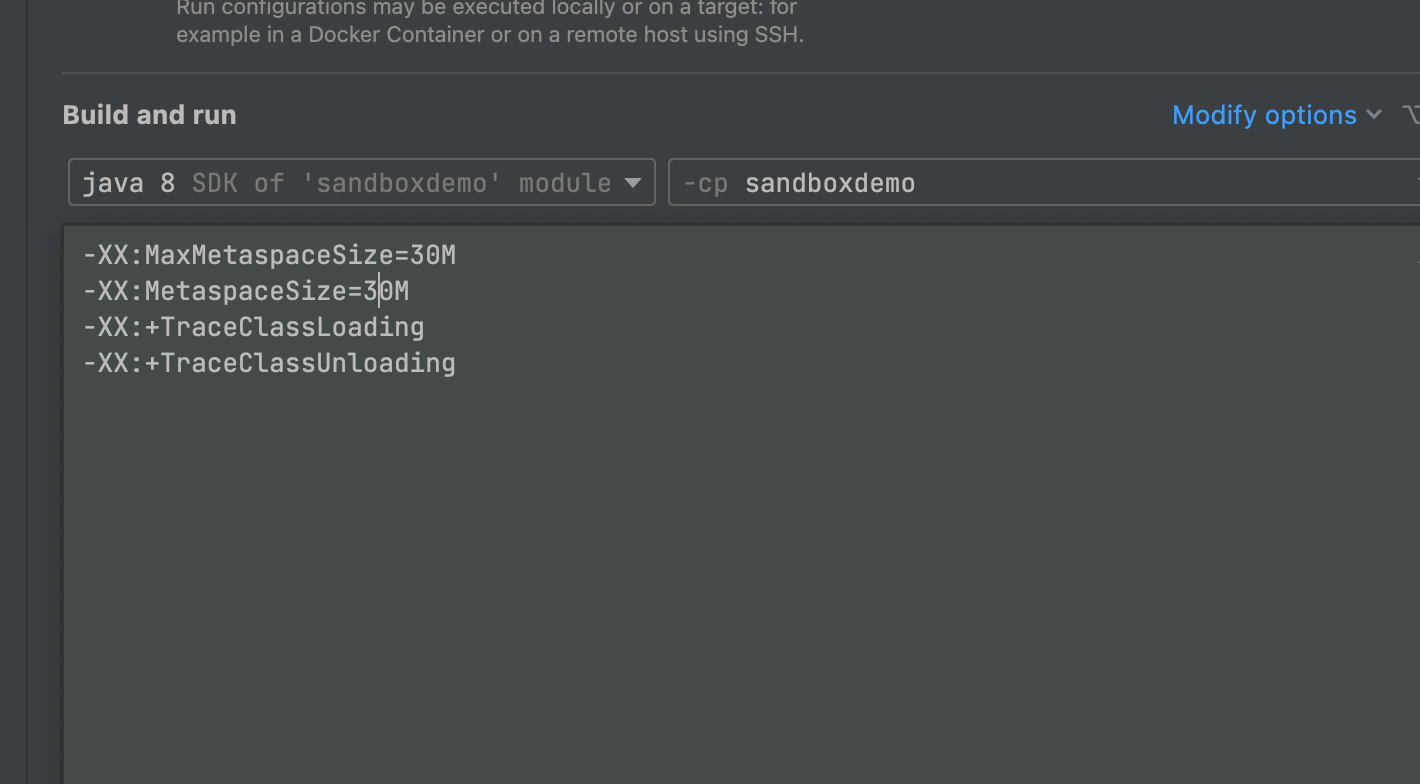 Run configurations may be executed locally or on a target: for
example in a Docker Container or on a remote host using SSH.
Build and run
Modify options
java 8 SDK of 'sandboxdemo' module
-cp sandboxdemo
-XX:MaxMetaspaceSize=30M
-XX:MetaspaceSize=30M
-XX:+TraceClassLoading
-XX:+TraceClassUnloading